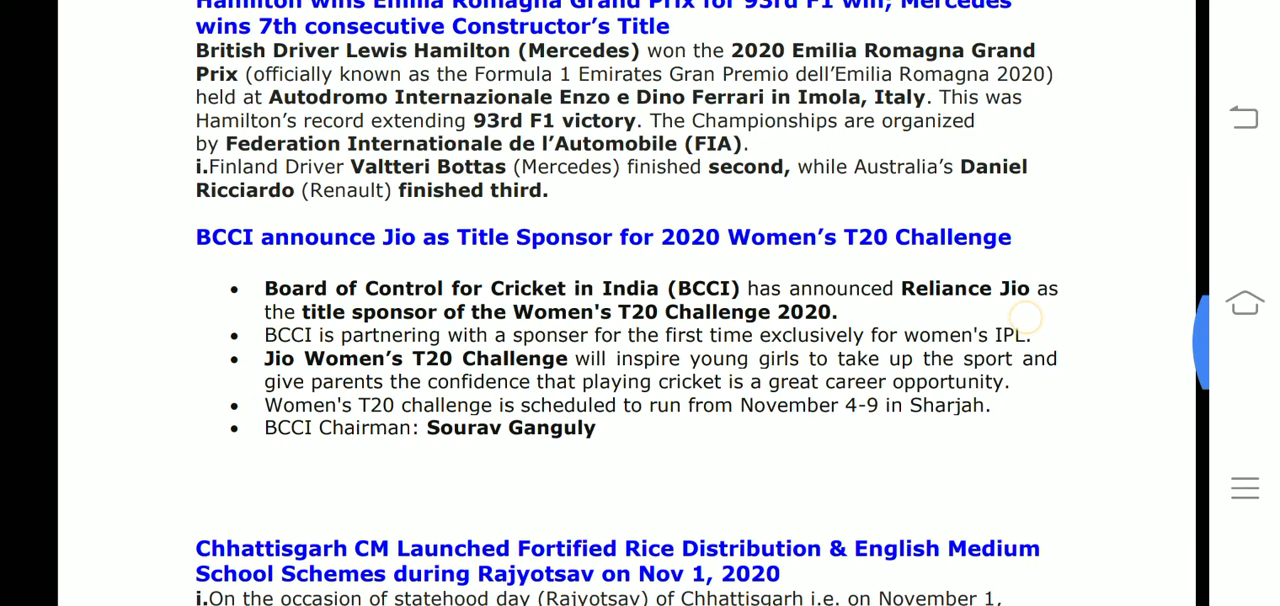 Hamilton wins Emilia Romagna Grand Prix for 93rd F1 win; Mercedes
wins 7th consecutive Constructor’s Title
British Driver Lewis Hamilton (Mercedes) won the 2020 Emilia Romagna Grand
Prix (officially known as the Formula 1 Emirates Gran Premio dell’Emilia Romagna 2020)
held at Autodromo Internazionale Enzo e Dino Ferrari in Imola, Italy. This was
Hamilton’s record extending 93rd F1 victory. The Championships are organized
by Federation Internationale de l’Automobile (FIA).
i.Finland Driver Valtteri Bottas (Mercedes) finished second, while Australia’s Daniel
Ricciardo (Renault) finished third.
BCCI announce Jio as Title Sponsor for 2020 Women’s T20 Challenge
• Board of Control for Cricket in India (BCCI) has announced Reliance Jio as
the title sponsor of the Women's T20 Challenge 2020.
• BCCI is partnering with a sponser for the first time exclusively for women's IPL.
• Jio Women’s T20 Challenge will inspire young girls to take up the sport and
give parents the confidence that playing cricket is a great career opportunity.
• Women's T20 challenge is scheduled to run from November 4-9 in Sharjah.
• BCCI Chairman: Sourav Ganguly
Chhattisgarh CM Launched Fortified Rice Distribution & English Medium
School Schemes during Rajyotsav on Nov 1, 2020
i.On the occasion of statehood day (Rajyotsav) of Chhattisgarh i.e. on November 1,